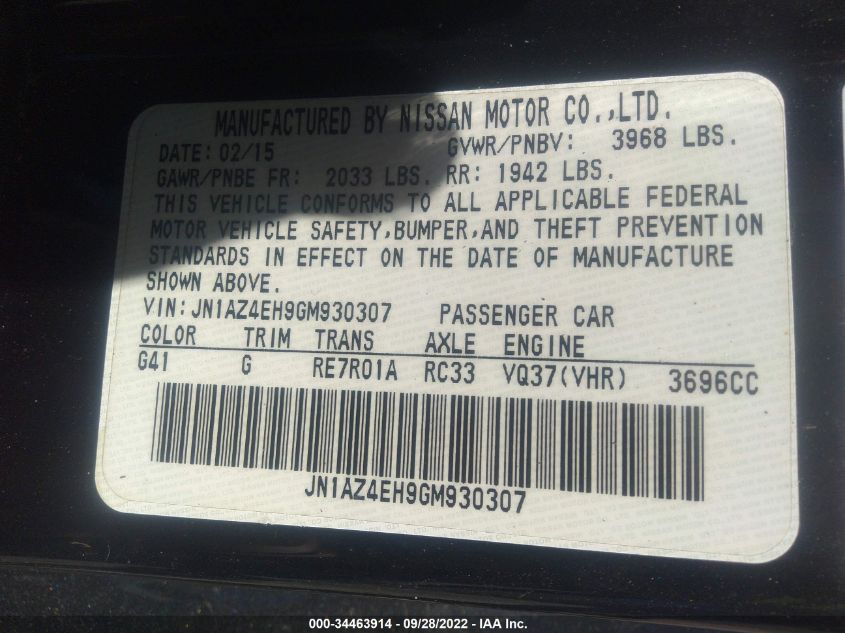 MANUFACTURED BY NISSAN MOTOR CO.,LTD.
DATE: 02/15 GVWR/PNBV: 3968 LBS.
GAWR/PNBE FR: 2033 LBS. RR: 1942 LBS.
THIS VEHICLE CONFORMS TO ALL APPLICABLE FEDERAL
MOTOR VEHICLE SAFETY,BUMPER,AND THEFT PREVENTION
STANDARDS IN EFFECT ON THE DATE OF MANUFACTURE
SHOWN ABOVE.
VIN:JN1AZ4EH9GM930307 PASSENGER CAR
COLOR TRIM TRANS AXLE ENGINE
G41 G RE7R01A RC33 VQ37(VHR) 3696CC
JN1AZ4EH9GM930307
000-34463914 - 09/28/2022 - IAA Inc.